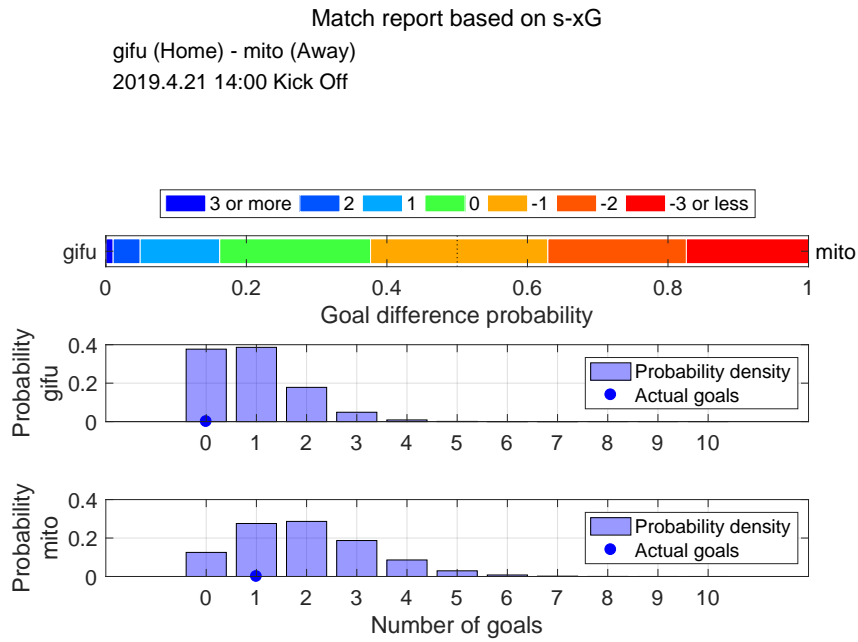 Match report based on s-xG
gifu (Home) - mito (Away)
2019.4.21 14:00 Kick Off
3 or more 2 1 0 -1 -2 -3 or less
gifu mito
0 0.2 0.4 0.6 0.8 1
Goal difference probability
Probability
gifu
0.4
0.2
0
Probability density
Actual goals
0 1 2 3 4 5 6 7 8 9 10
Probability
mito
0.4
0.2
0
Probability density
Actual goals
0 1 2 3 4 5 6 7 8 9 10
Number of goals